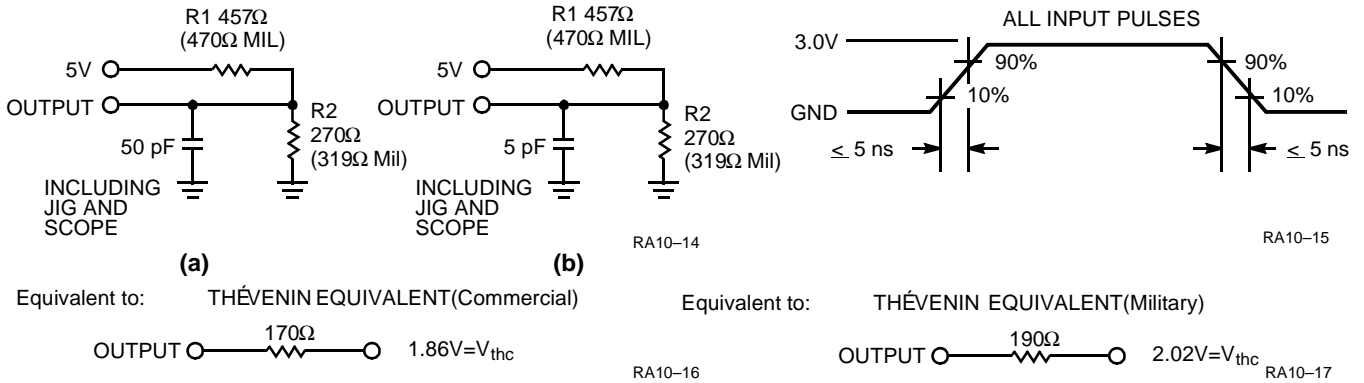 R1 457Ω
(470Ω MIL)
5V
OUTPUT
R2
270Ω
(319Ω Mil)
50 pF
INCLUDING
JIG AND
SCOPE
(a)
R1 457Ω
(470Ω MIL)
5V
OUTPUT
R2
270Ω
(319Ω Mil)
5 pF
INCLUDING
JIG AND
SCOPE
(b)
RA10–14
ALL INPUT PULSES
3.0V
90%
90%
10%
10%
GND
≤ 5 ns
≤ 5 ns
RA10–15
Equivalent to: THÉVENIN EQUIVALENT(Commercial)
170Ω
OUTPUT 1.86V=Vthc
RA10–16
Equivalent to: THÉVENIN EQUIVALENT(Military)
190Ω
OUTPUT 2.02V=Vthc
RA10–17